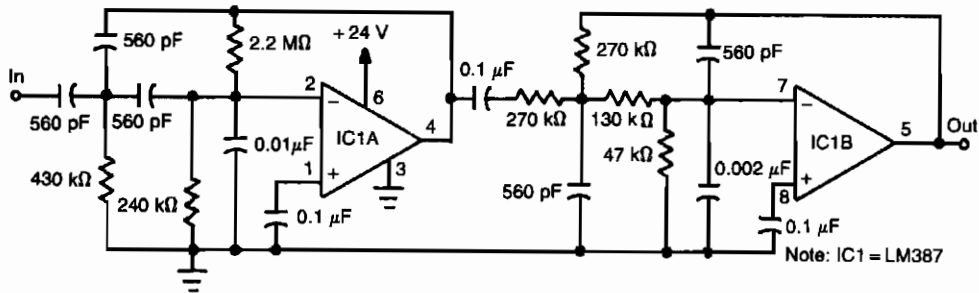 560 pF
2.2 MΩ
+24 V
In
560 pF
560 pF
430 kΩ
240 kΩ
0.01 μF
2
−
6
IC1A
4
1
+
3
0.1 μF
0.1 μF
270 kΩ
270 kΩ
130 kΩ
560 pF
47 kΩ
560 pF
0.002 μF
7
−
IC1B
5
Out
+
8
0.1 μF
Note: IC1 = LM387